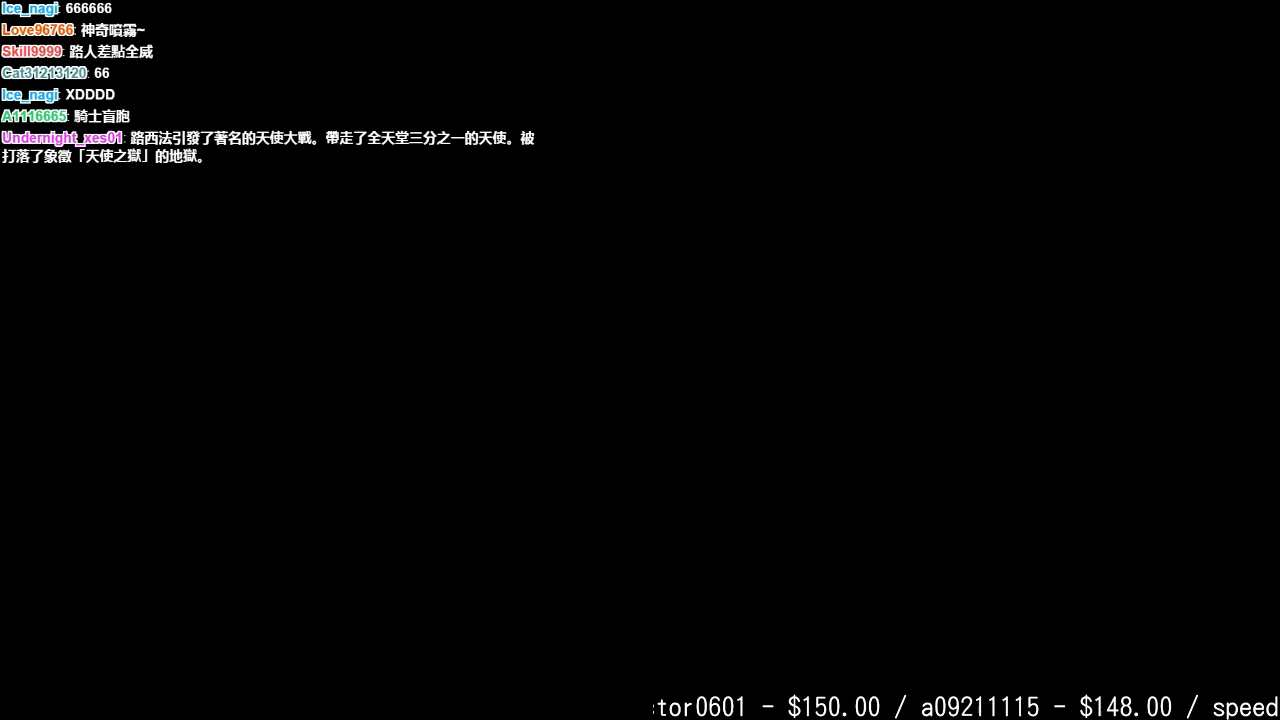 Ice_nagi: 666666
Love96766: 神奇噴霧~
Skill9999: 路人差點全威
Cat31213120: 66
Ice_nagi: XDDDD
A1116665: 騎士盲胞
Undernight_xes01: 路西法引發了著名的天使大戰。帶走了全天堂三分之一的天使。被
打落了象徵「天使之獄」的地獄。
tor0601 - $150.00 / a09211115 - $148.00 / speed